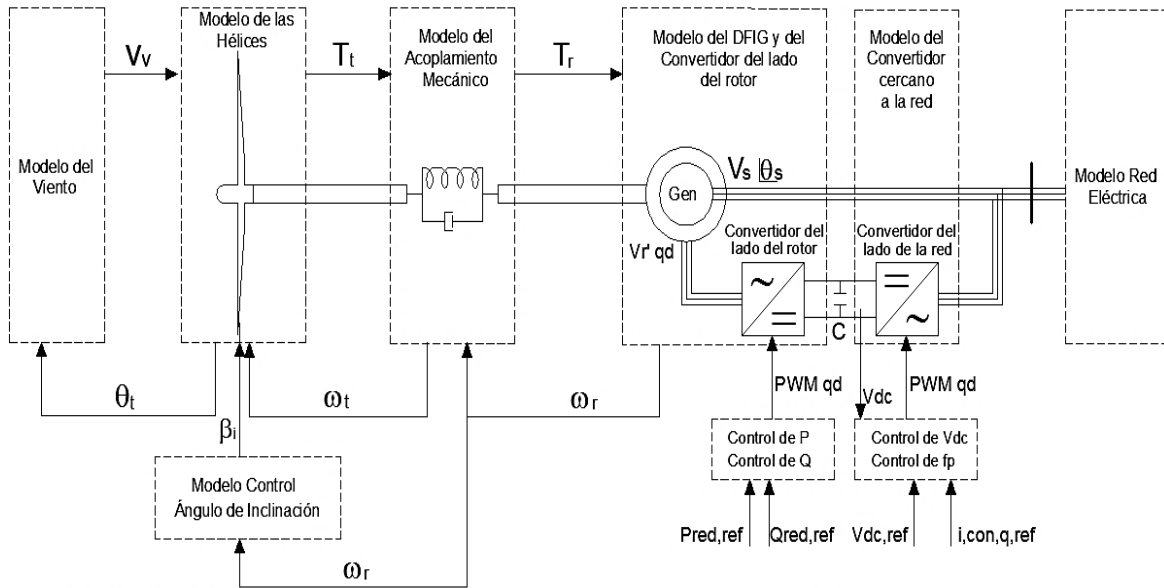 Modelo de las
Hélices
Modelo del
Acoplamiento
Mecánico
Modelo del DFIG y del
Convertidor del lado
del rotor
Modelo del
Convertidor
cercano
a la red
Vv
Tt
Tr
Modelo del
Viento
Gen
Vs θs
Modelo Red
Eléctrica
Vr' qd
Convertidor del
lado del rotor
Convertidor del
lado de la red
C
PWM qd
Vdc
PWM qd
θt
ωt
ωr
βi
Control de P
Control de Q
Control de Vdc
Control de fp
Modelo Control
Ángulo de Inclinación
Pred,ref
Qred,ref
Vdc,ref
i,con,q,ref
ωr